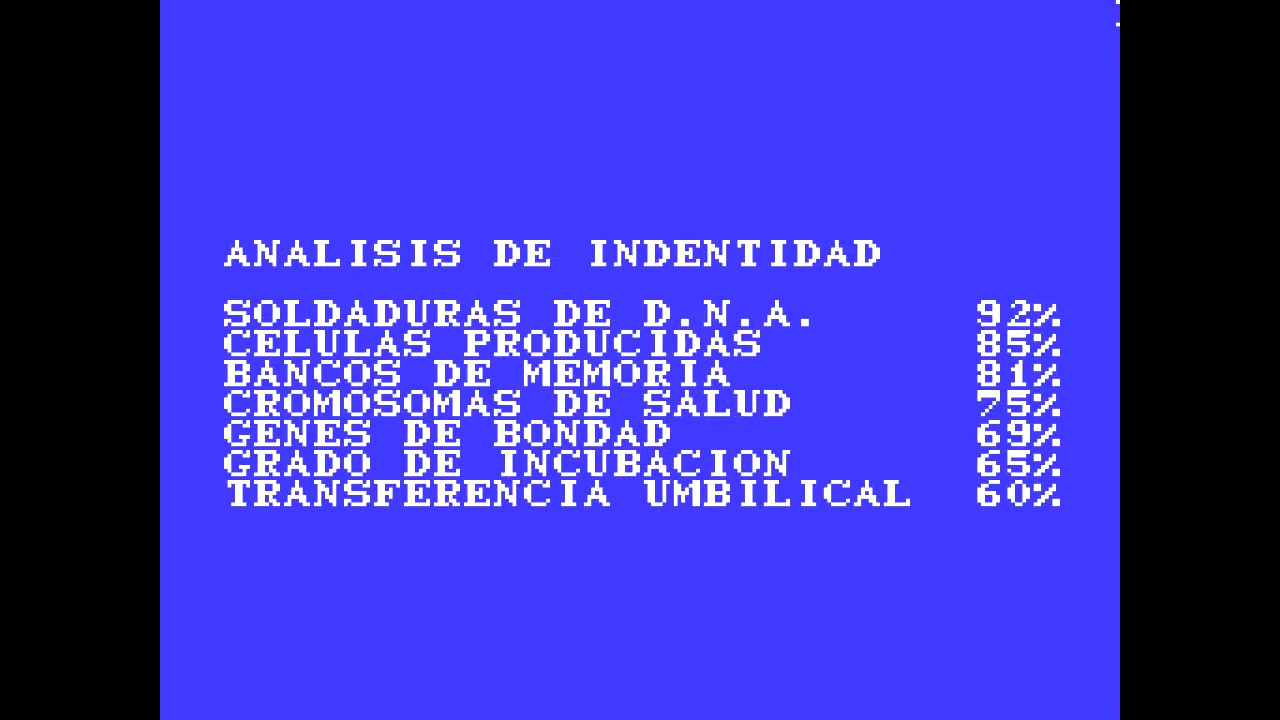 ANALISIS DE INDENTIDAD
SOLDADURAS DE D.N.A. 92%
CELULAS PRODUCIDAS 85%
BANCOS DE MEMORIA 81%
CROMOSOMAS DE SALUD 75%
GENES DE BONDAD 69%
GRADO DE INCUBACION 65%
TRANSFERENCIA UMBILICAL 60%